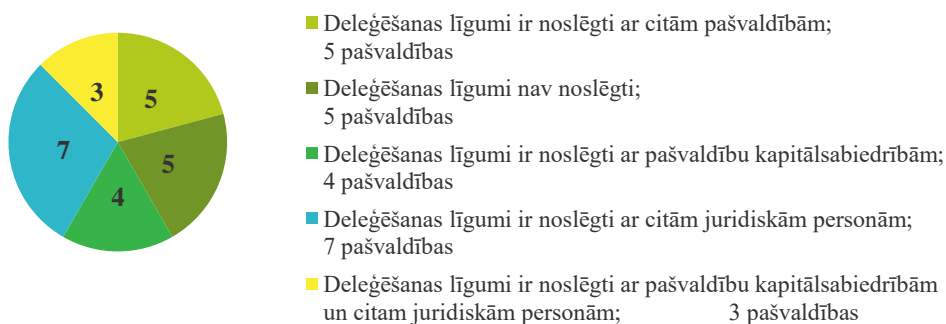 Deleģēšanas līgumi ir noslēgti ar citām pašvaldībām;
5 pašvaldības
Deleģēšanas līgumi nav noslēgti;
5 pašvaldības
Deleģēšanas līgumi ir noslēgti ar pašvaldību kapitālsabiedrībām;
4 pašvaldības
Deleģēšanas līgumi ir noslēgti ar citām juridiskām personām;
7 pašvaldības
Deleģēšanas līgumi ir noslēgti ar pašvaldību kapitālsabiedrībām
un citam juridiskām personām; 3 pašvaldības
3
5
7
5
4